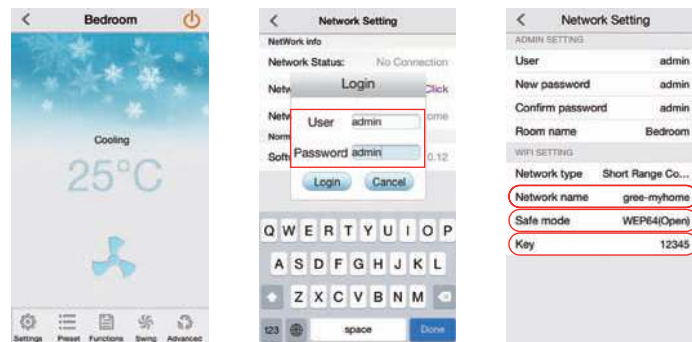 Bedroom
Cooling
25°C
Settings Preset Functions Swing Advanced
Network Setting
NetWork info
Network Status: No Connection
Login
Click
User admin
Password admin
0.12
Login Cancel
Q W E R T Y U I O P
A S D F G H J K L
Z X C V B N M
123 space Done
Network Setting
ADMIN SETTING
User admin
New password admin
Confirm password admin
Room name Bedroom
WIFI SETTING
Network type Short Range Co...
Network name gree-myhome
Safe mode WEP64(Open)
Key 12345